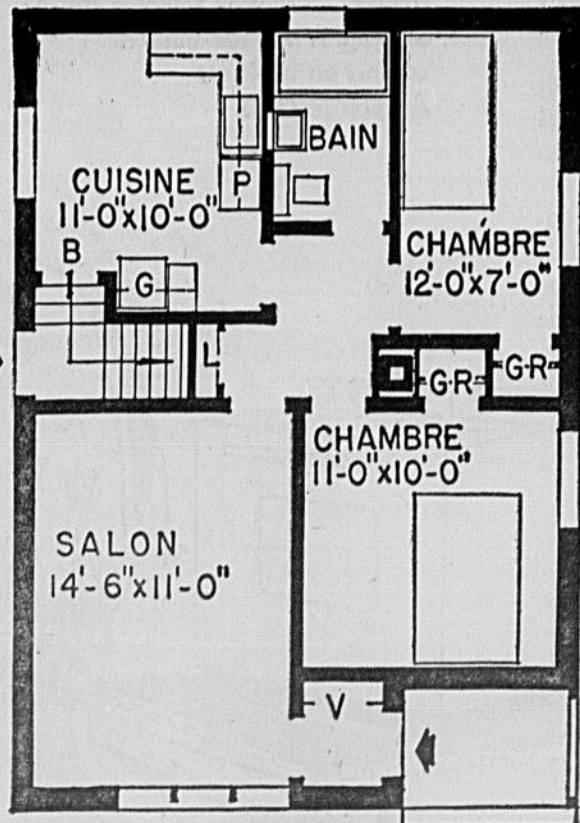 BAIN
CUISINE
11'-0"x10'-0"
P
B
G
CHAMBRE
12'-0"x7'-0"
L
G-R
G-R
CHAMBRE
11'-0"x10'-0"
SALON
14'-6"x11'-0"
V